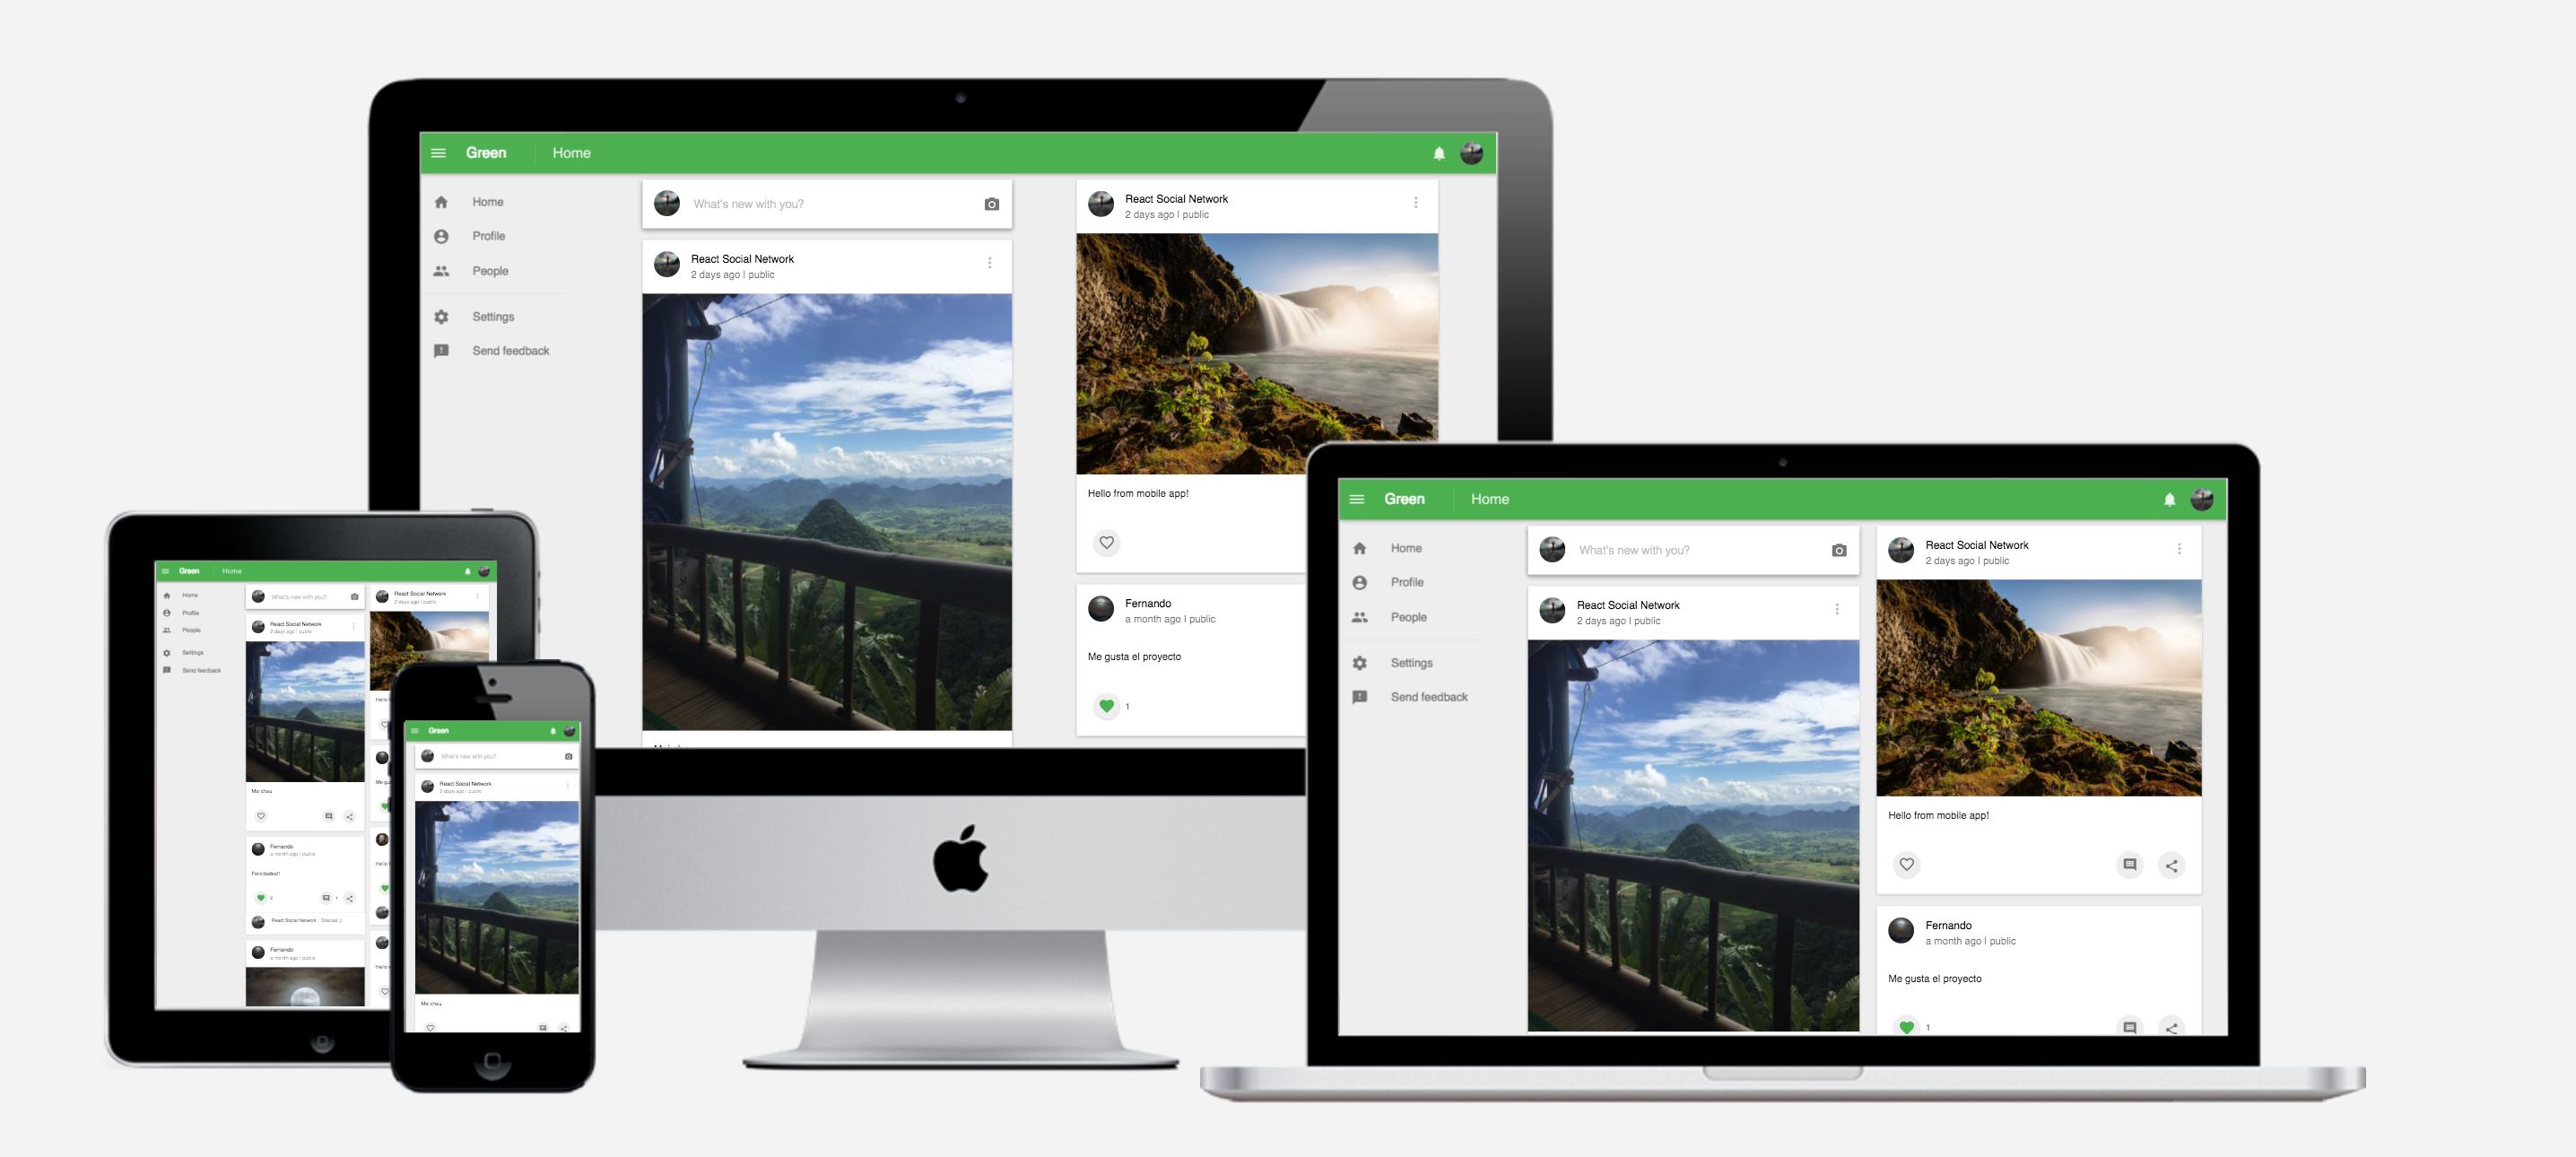 Green Home
Home
Profile
People
Settings
Send feedback
What's new with you?
React Social Network
2 days ago | public
React Social Network
2 days ago | public
Hello from mobile app!
Fernando
a month ago | public
Me gusta el proyecto
1
Green Home
Home
Profile
People
Settings
Send feedback
What's new with you?
React Social Network
2 days ago | public
React Social Network
2 days ago | public
Hello from mobile app!
Fernando
a month ago | public
Me gusta el proyecto
1
Green Home
Home
Profile
People
Settings
Send feedback
What's new with you?
React Social Network
2 days ago | public
Fernando
a month ago | public
Felicidades!!
2
1
React Social Network
Fernando
a month ago | public
React Social Network
2 days ago | public
Green
What's new with you?
React Social Network
2 days ago | public